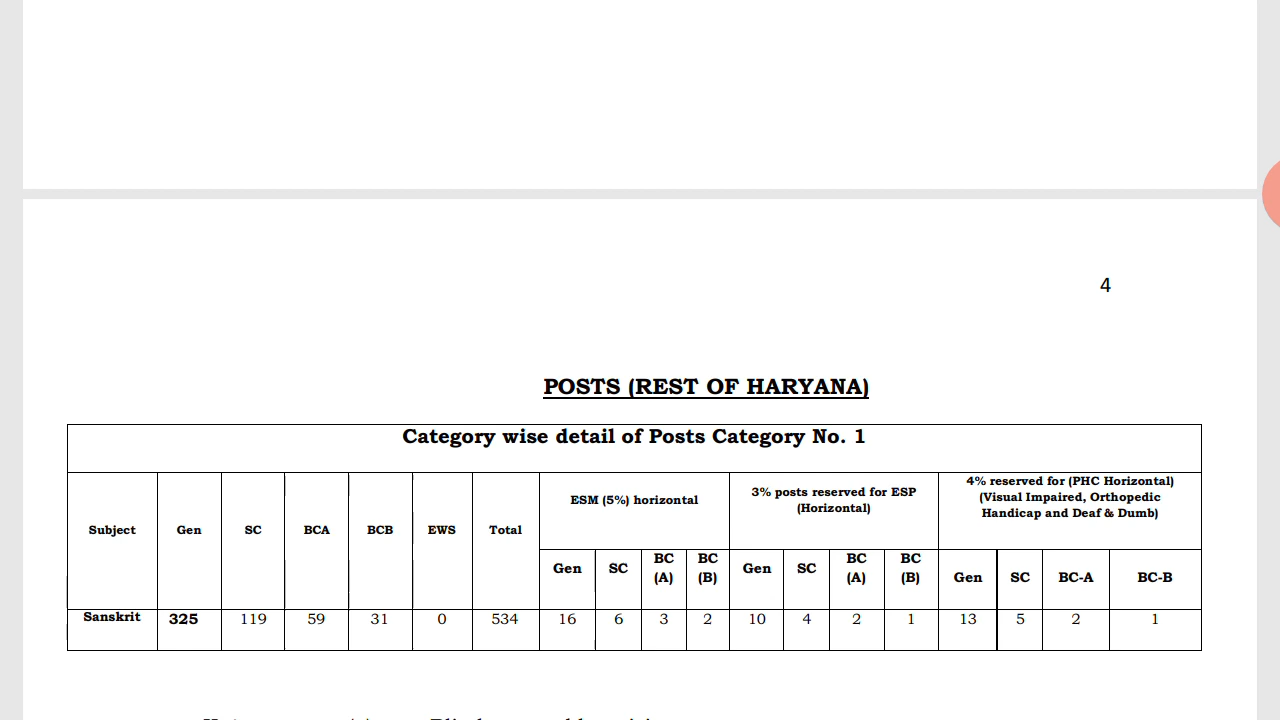 4
POSTS (REST OF HARYANA)
Category wise detail of Posts Category No. 1
Subject Gen SC BCA BCB EWS Total ESM (5%) horizontal 3% posts reserved for ESP (Horizontal) 4% reserved for (PHC Horizontal) (Visual Impaired, Orthopedic Handicap and Deaf & Dumb)
Gen SC BC (A) BC (B) Gen SC BC (A) BC (B) Gen SC BC-A BC-B
Sanskrit 325 119 59 31 0 534 16 6 3 2 10 4 2 1 13 5 2 1